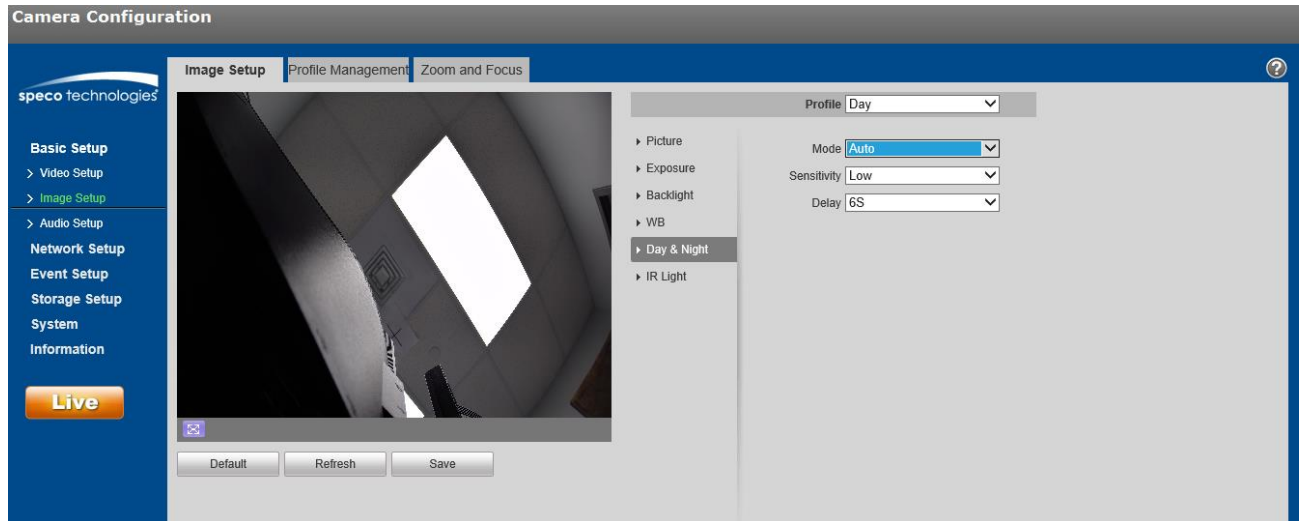 Camera Configuration
speco technologies
Basic Setup
> Video Setup
> Image Setup
> Audio Setup
Network Setup
Event Setup
Storage Setup
System
Information
Live
Image Setup Profile Management Zoom and Focus ?
Default Refresh Save
Profile Day
Picture
Exposure
Backlight
WB
Day & Night
IR Light
Mode Auto
Sensitivity Low
Delay 6S